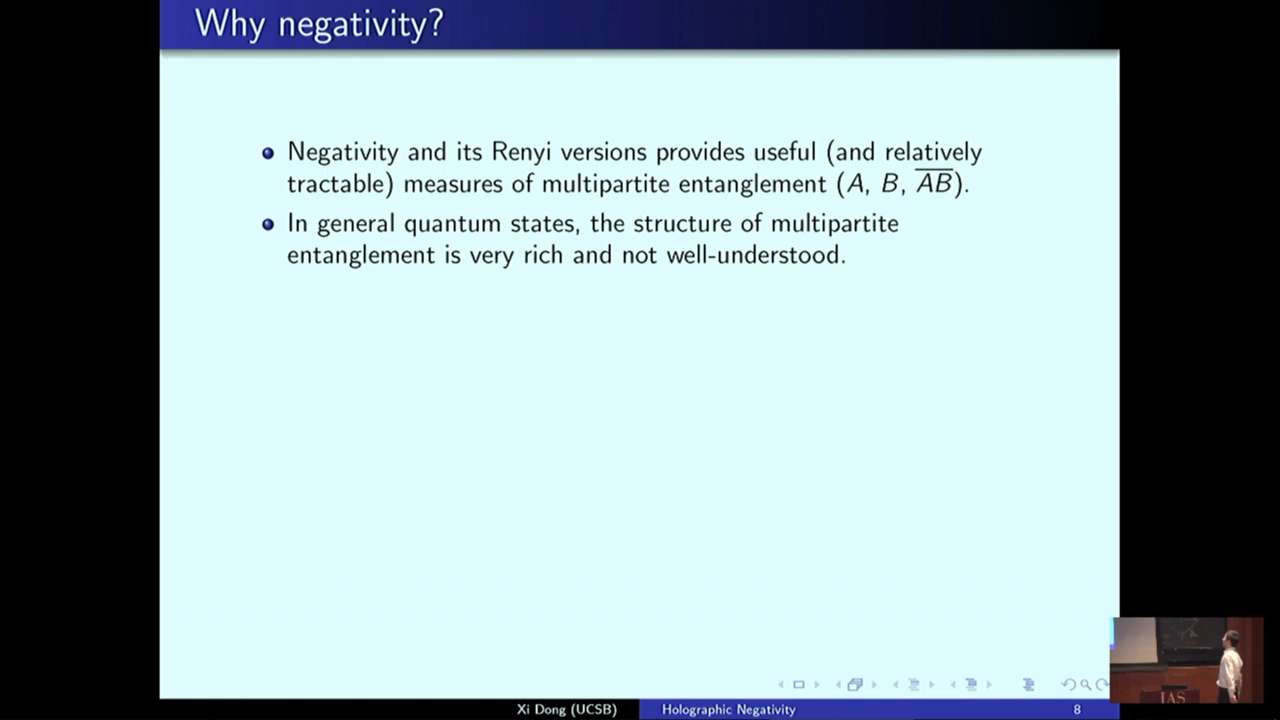 Why negativity?
Negativity and its Renyi versions provides useful (and relatively
tractable) measures of multipartite entanglement (A, B, A̅B̅).
In general quantum states, the structure of multipartite
entanglement is very rich and not well-understood.
IAS
Xi Dong (UCSB) Holographic Negativity 8